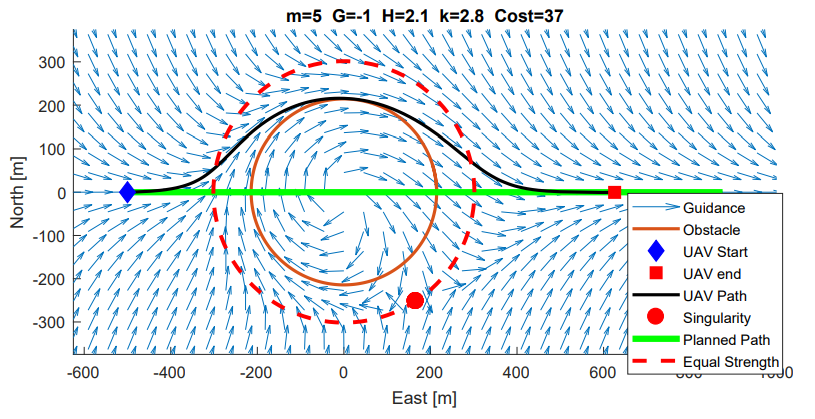 m=5 G=-1 H=2.1 k=2.8 Cost=37
North [m]
300
200
100
0
-100
-200
-300
Guidance
Obstacle
UAV Start
UAV end
UAV Path
Singularity
Planned Path
Equal Strength
-600 -400 -200 0 200 400 600
East [m]